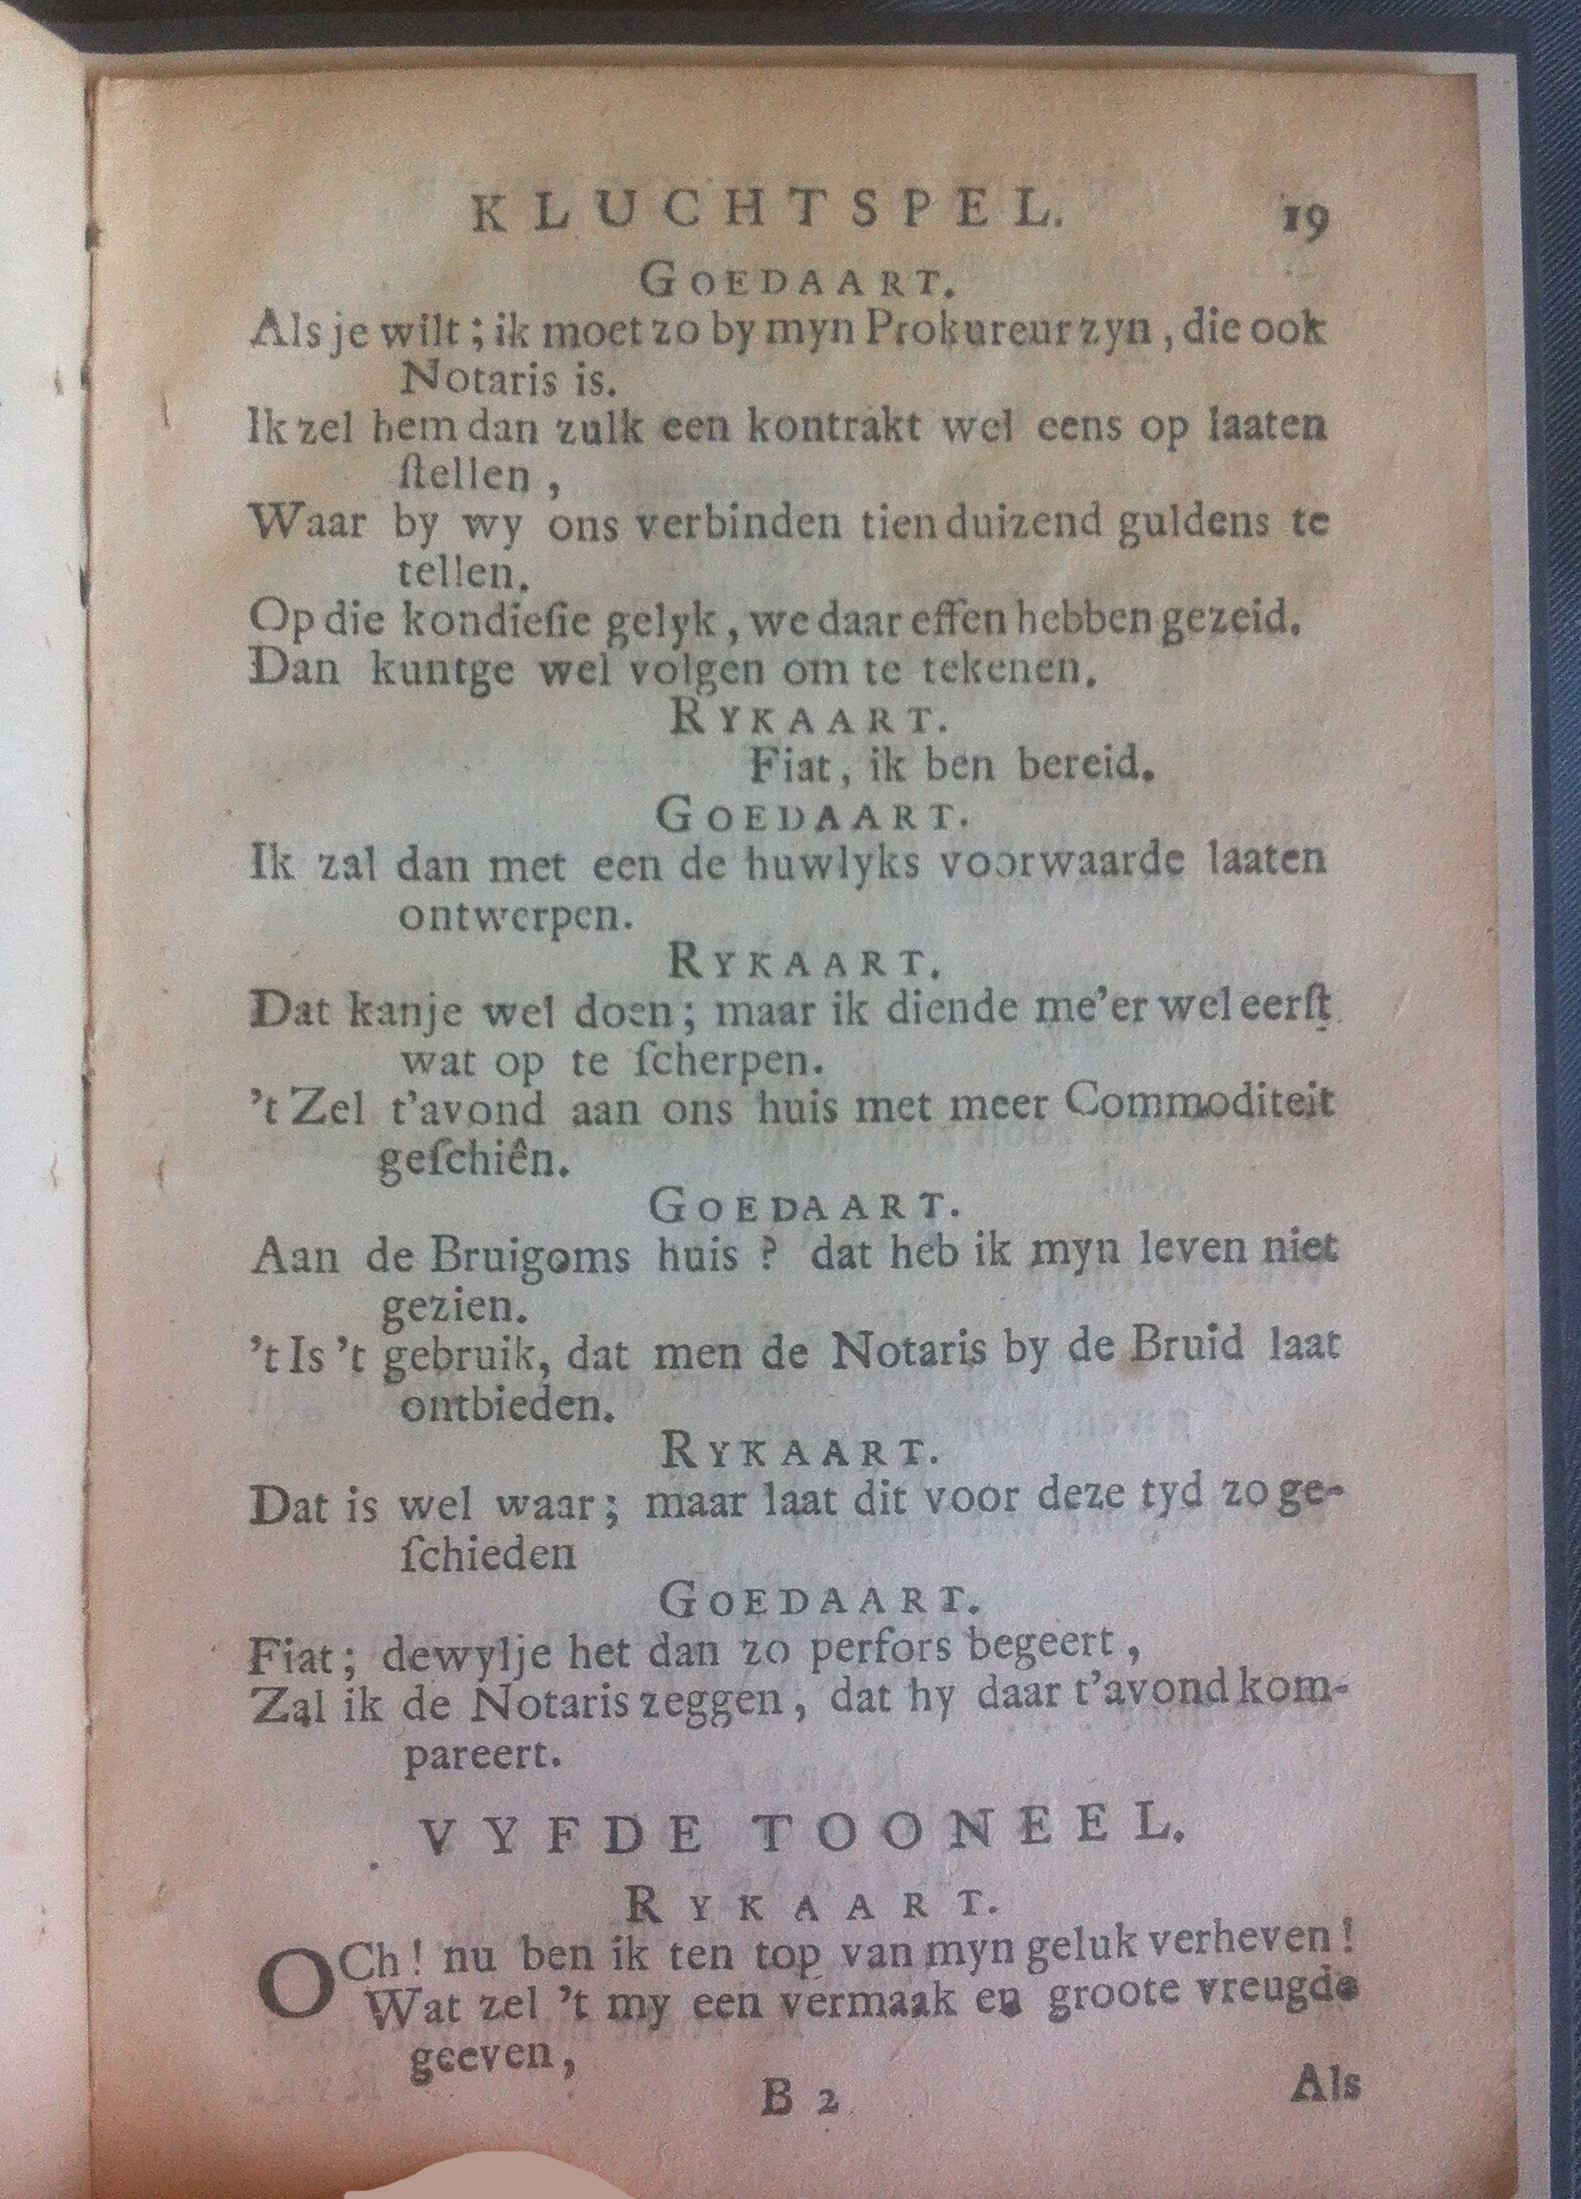 KLUCHTSPEL. 19
GOEDAART.
Als je wilt; ik moet zo by myn Prokureur zyn, die ook
Notaris is.
Ik zel hem dan zulk een kontrakt wel eens op laaten
ſtellen,
Waar by wy ons verbinden tien duizend guldens te
tellen.
Op die kondieſie gelyk, we daar effen hebben gezeid.
Dan kuntge wel volgen om te tekenen.
RYKAART.
Fiat, ik ben bereid.
GOEDAART.
Ik zal dan met een de huwlyks voorwaarde laaten
ontwerpen.
RYKAART.
Dat kanje wel doen; maar ik diende me'er wel eerſt
wat op te ſcherpen.
't Zel t'avond aan ons huis met meer Commoditeit
geſchiên.
GOEDAART.
Aan de Bruigoms huis? dat heb ik myn leven niet
gezien.
't Is 't gebruik, dat men de Notaris by de Bruid laat
ontbieden.
RYKAART.
Dat is wel waar; maar laat dit voor deze tyd zo ge-
ſchieden
GOEDAART.
Fiat; dewylje het dan zo perfors begeert,
Zal ik de Notaris zeggen, dat hy daar t'avond kom-
pareert.
VYFDE TOONEEL.
RYKAART.
OCh! nu ben ik ten top van myn geluk verheven!
Wat zel 't my een vermaak en groote vreugde
geeven,
B 2 Als